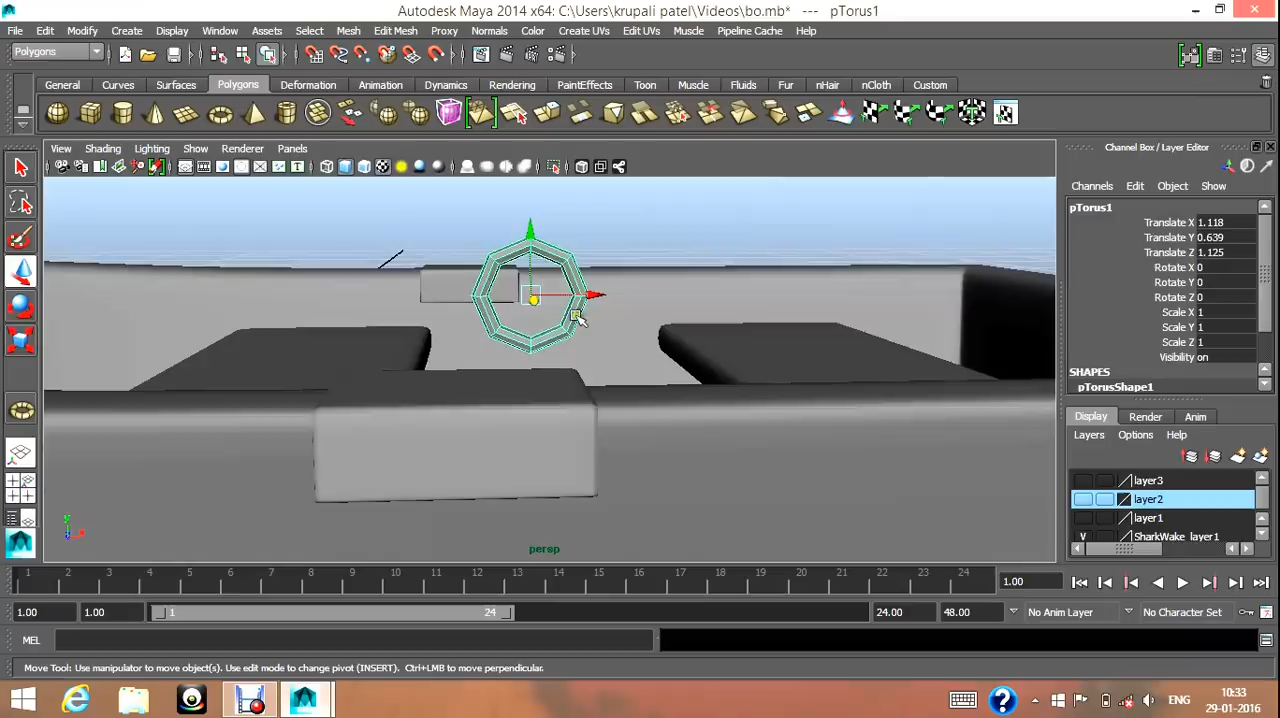 Autodesk Maya 2014 x64: C:\Users\krupali patel\Videos\bo.mb* --- pTorus1
File Edit Modify Create Display Window Assets Select Mesh Edit Mesh Proxy Normals Color Create UVs Edit UVs Muscle Pipeline Cache Help
Polygons
General Curves Surfaces Polygons Deformation Animation Dynamics Rendering PaintEffects Toon Muscle Fluids Fur nHair nCloth Custom
View Shading Lighting Show Renderer Panels
Channel Box / Layer Editor
Channels Edit Object Show
pTorus1
Translate X 1.118
Translate Y 0.639
Translate Z 1.125
Rotate X 0
Rotate Y 0
Rotate Z 0
Scale X 1
Scale Y 1
Scale Z 1
Visibility on
SHAPES
pTorusShape1
Display Render Anim
Layers Options Help
layer3
layer2
layer1
V SharkWake_layer1
y
persp
1 2 3 4 5 6 7 8 9 10 11 12 13 14 15 16 17 18 19 20 21 22 23 24 1.00
1.00 1.00 1 24 24.00 48.00 No Anim Layer No Character Set
MEL
Move Tool: Use manipulator to move object(s). Use edit mode to change pivot (INSERT). Ctrl+LMB to move perpendicular.
ENG
10:33
29-01-2016